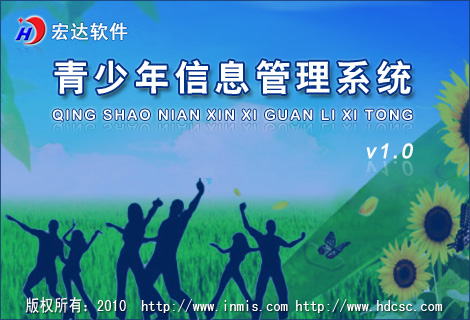 HD 宏达软件
青少年信息管理系统
QING SHAO NIAN XIN XI GUAN LI XI TONG
v1.0
版权所有：2010 http://www.inmis.com http://www.hdcsc.com